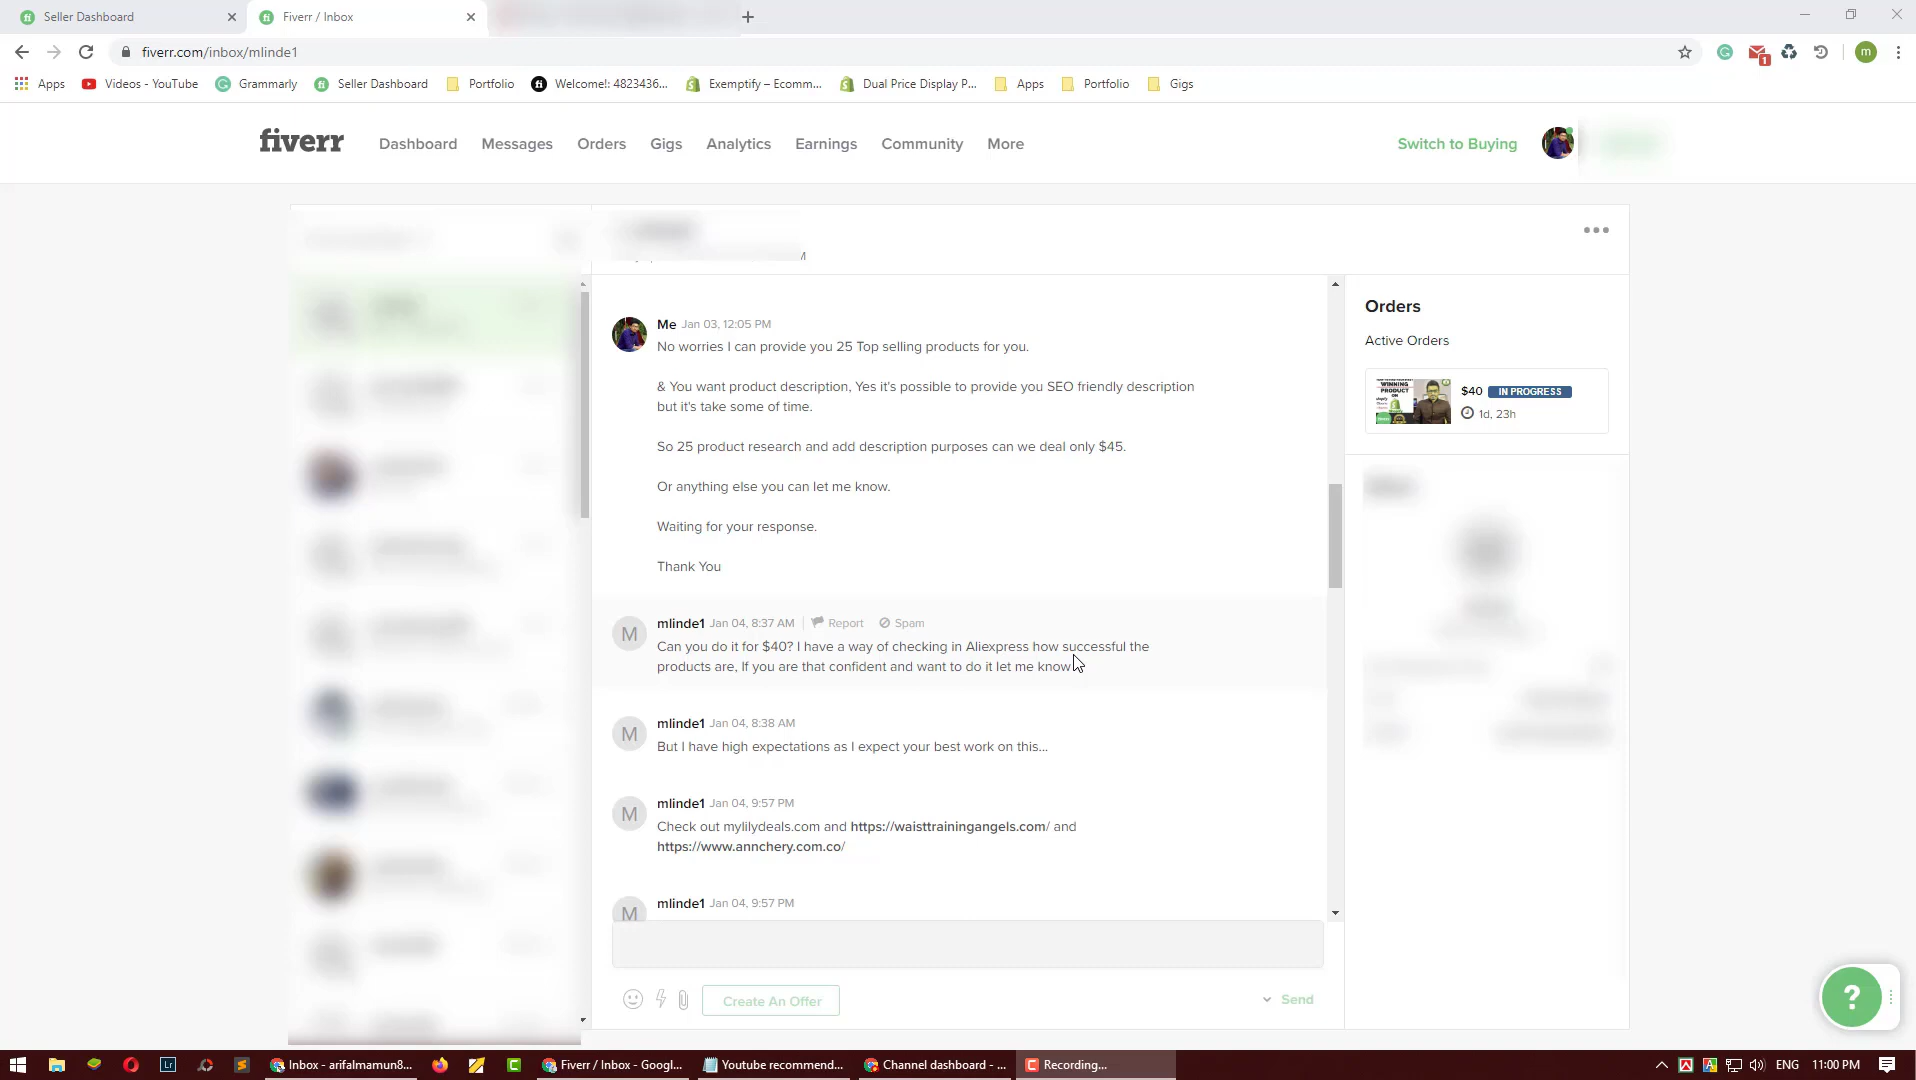 Seller Dashboard
Fiverr / Inbox
fiverr.com/inbox/mlinde1
Apps
Videos - YouTube
Grammarly
Seller Dashboard
Portfolio
Welcome!: 4823436...
Exemptify – Ecomm...
Dual Price Display P...
Apps
Portfolio
Gigs
fiverr
Dashboard
Messages
Orders
Gigs
Analytics
Earnings
Community
More
Switch to Buying
Me Jan 03, 12:05 PM
No worries I can provide you 25 Top selling products for you.
& You want product description, Yes it's possible to provide you SEO friendly description
but it's take some of time.
So 25 product research and add description purposes can we deal only $45.
Or anything else you can let me know.
Waiting for your response.
Thank You
M
mlinde1 Jan 04, 8:37 AM Report Spam
Can you do it for $40? I have a way of checking in Aliexpress how successful the
products are, If you are that confident and want to do it let me know
M
mlinde1 Jan 04, 8:38 AM
But I have high expectations as I expect your best work on this...
M
mlinde1 Jan 04, 9:57 PM
Check out mylilydeals.com and https://waisttrainingangels.com/ and
https://www.annchery.com.co/
M
mlinde1 Jan 04, 9:57 PM
Create An Offer
Send
Orders
Active Orders
WINNING
PRODUCT
ON
$40 IN PROGRESS
1d, 23h
?
Inbox - arifalmamun8...
Fiverr / Inbox - Googl...
Youtube recommend...
Channel dashboard - ...
Recording...
ENG
11:00 PM